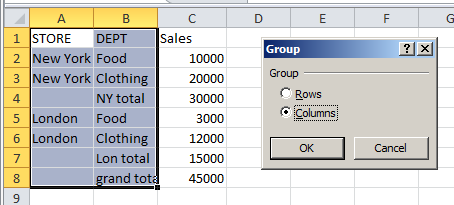 A B C D E F G
1 STORE DEPT Sales
2 New York Food 10000
3 New York Clothing 20000
4 NY total 30000
5 London Food 3000
6 London Clothing 12000
7 Lon total 15000
8 grand tota 45000
9
Group
?
Group
Rows
Columns
OK Cancel